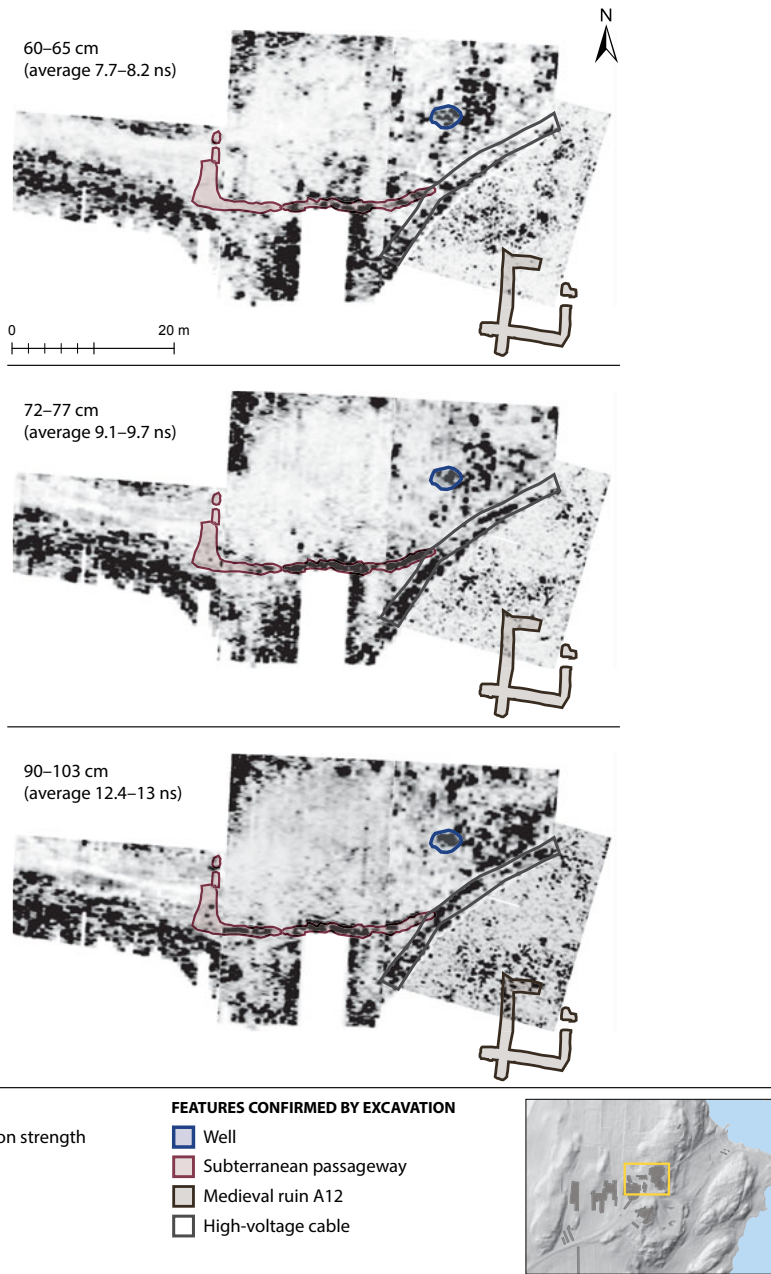 N
60–65 cm
(average 7.7–8.2 ns)
0 20 m
72–77 cm
(average 9.1–9.7 ns)
90–103 cm
(average 12.4–13 ns)
FEATURES CONFIRMED BY EXCAVATION
on strength
Well
Subterranean passageway
Medieval ruin A12
High-voltage cable